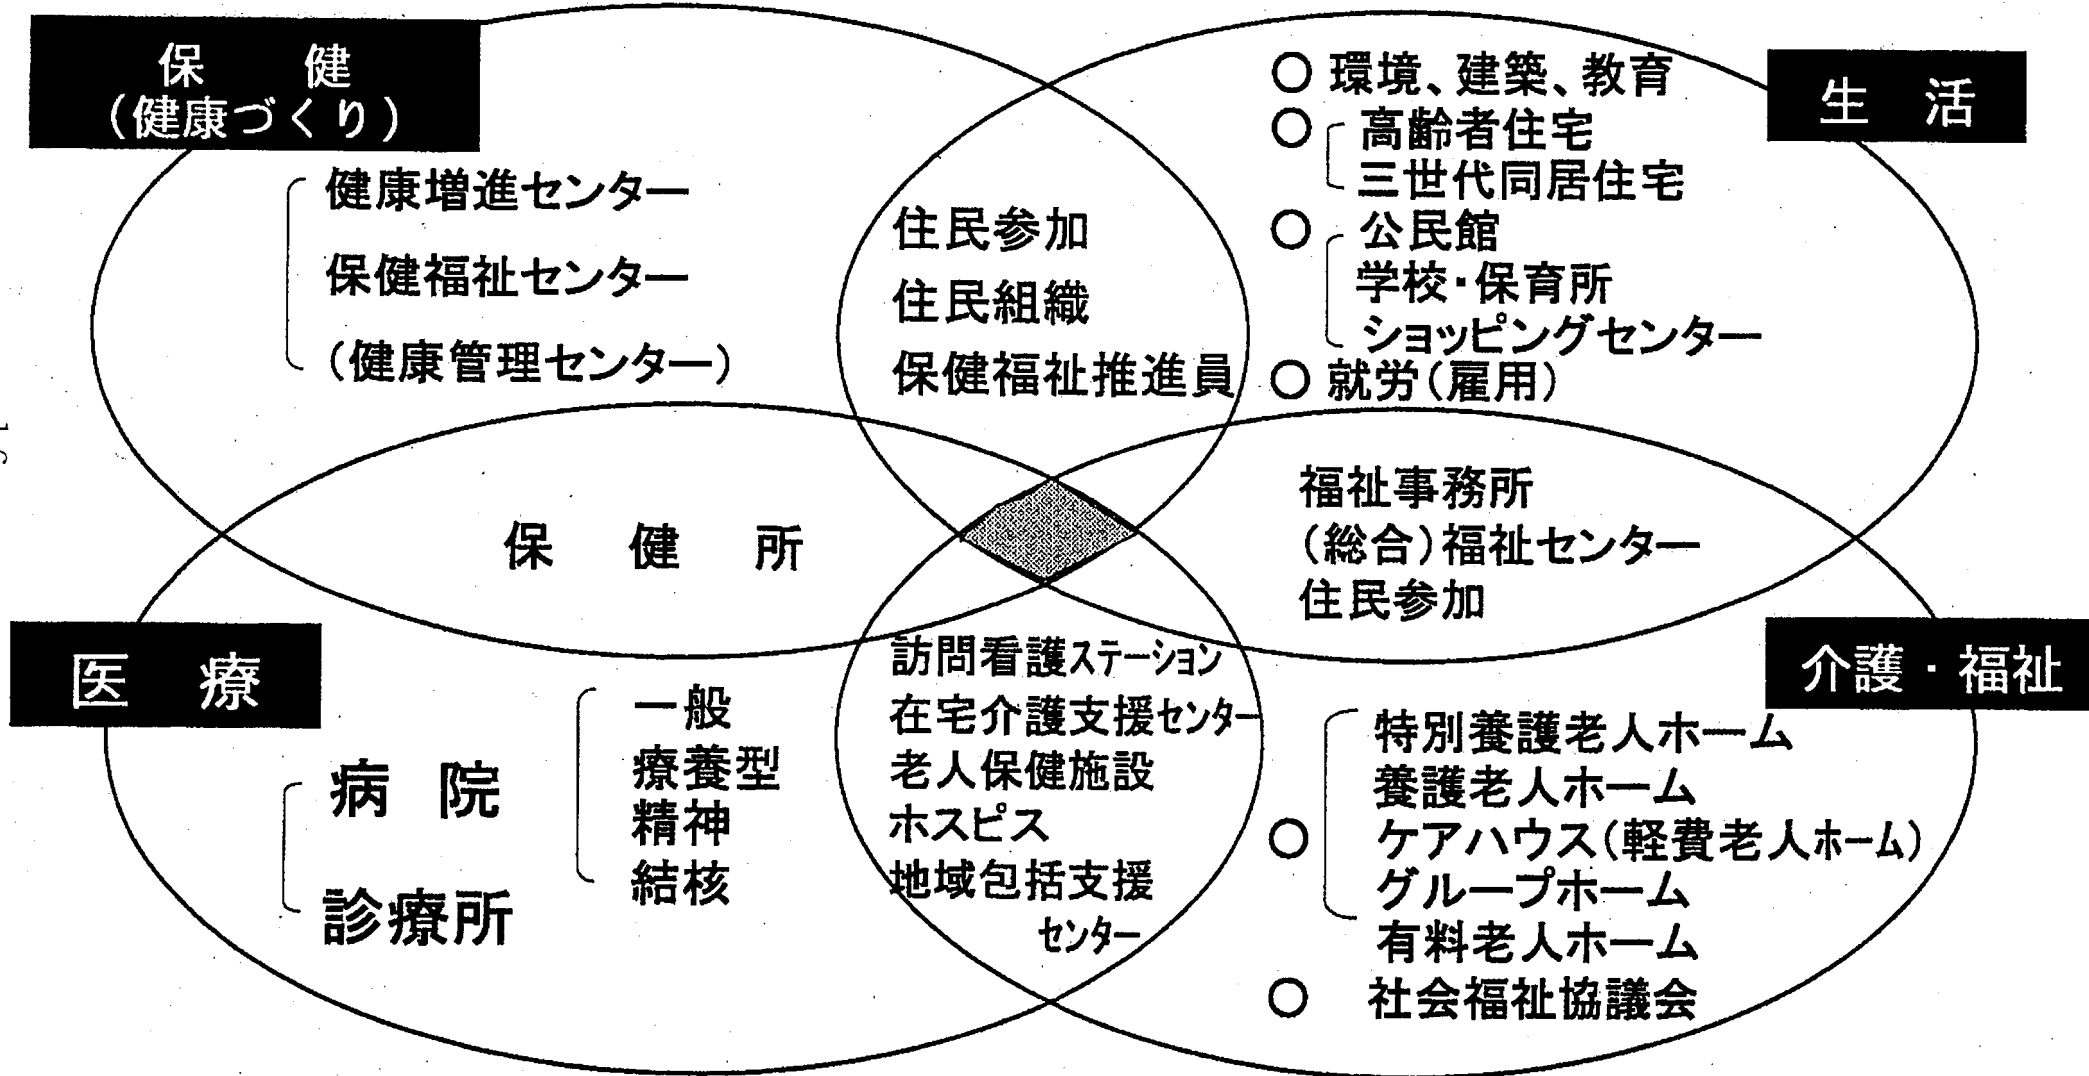 保　健
（健康づくり）
健康増進センター
保健福祉センター
（健康管理センター）
住民参加
住民組織
保健福祉推進員
生　活
○ 環境、建築、教育
○ 高齢者住宅
三世代同居住宅
○ 公民館
学校・保育所
ショッピングセンター
○ 就労（雇用）
保　健　所
福祉事務所
（総合）福祉センター
住民参加
医　療
病　院
診療所
一般
療養型
精神
結核
訪問看護ステーション
在宅介護支援センター
老人保健施設
ホスピス
地域包括支援
センター
介護・福祉
特別養護老人ホーム
養護老人ホーム
○ ケアハウス（軽費老人ホーム）
グループホーム
有料老人ホーム
○ 社会福祉協議会